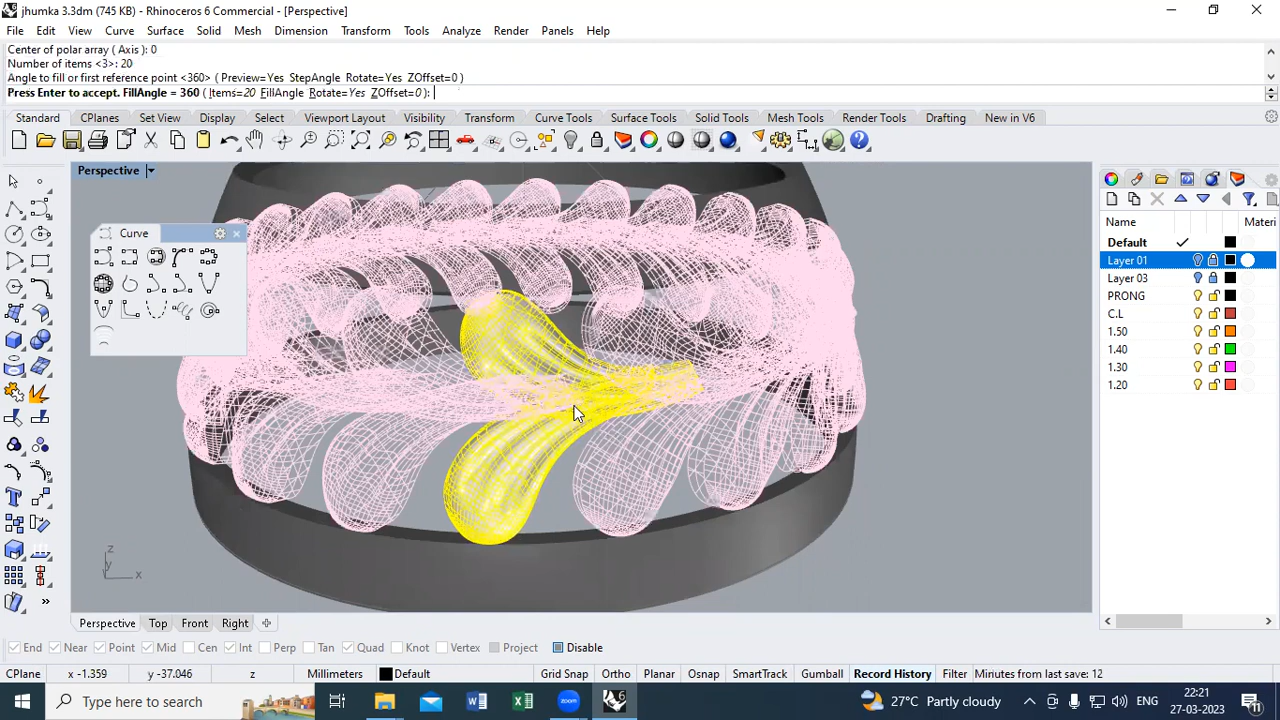 jhumka 3.3dm (745 KB) - Rhinoceros 6 Commercial - [Perspective]
File Edit View Curve Surface Solid Mesh Dimension Transform Tools Analyze Render Panels Help
Center of polar array ( Axis ): 0
Number of items <3>: 20
Angle to fill or first reference point <360> ( Preview=Yes StepAngle Rotate=Yes ZOffset=0 )
Press Enter to accept. FillAngle = 360 ( Items=20 FillAngle Rotate=Yes ZOffset=0 ):
Standard CPlanes Set View Display Select Viewport Layout Visibility Transform Curve Tools Surface Tools Solid Tools Mesh Tools Render Tools Drafting New in V6
Perspective
Curve
Name Materi
Default
Layer 01
Layer 03
PRONG
C.L
1.50
1.40
1.30
1.20
z
y
x
Perspective Top Front Right
End Near Point Mid Cen Int Perp Tan Quad Knot Vertex Project Disable
CPlane x -1.359 y -37.046 z Millimeters Default Grid Snap Ortho Planar Osnap SmartTrack Gumball Record History Filter Minutes from last save: 12
Type here to search
27°C Partly cloudy
ENG
22:21
27-03-2023
11